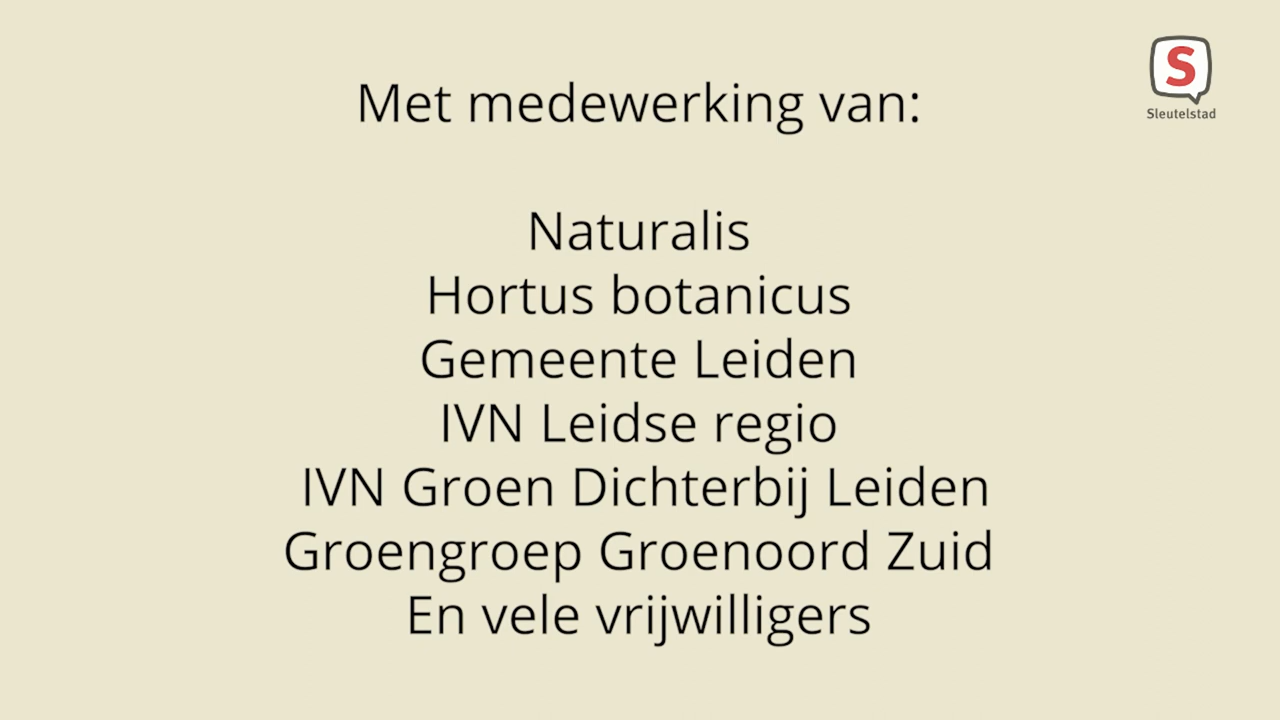 S
Sleutelstad
Met medewerking van:
Naturalis
Hortus botanicus
Gemeente Leiden
IVN Leidse regio
IVN Groen Dichterbij Leiden
Groengroep Groenoord Zuid
En vele vrijwilligers